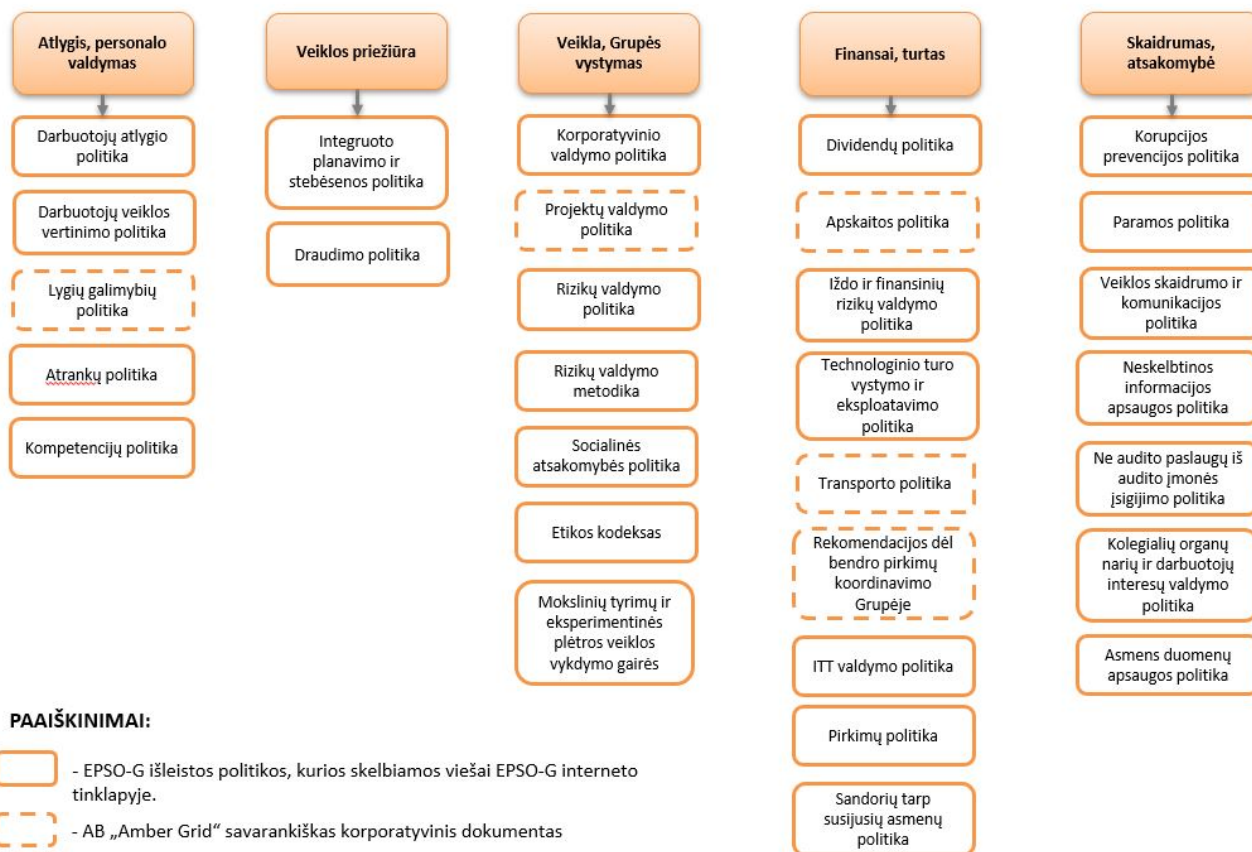 Atlygis, personalo
valdymas
Darbuotojų atlygio
politika
Darbuotojų veiklos
vertinimo politika
Lygių galimybių
politika
Atrankų politika
Kompetencijų politika
Veiklos priežiūra
Integruoto
planavimo ir
stebėsenos politika
Draudimo politika
Veikla, Grupės
vystymas
Korporatyvinio
valdymo politika
Projektų valdymo
politika
Rizikų valdymo
politika
Rizikų valdymo
metodika
Socialinės
atsakomybės politika
Etikos kodeksas
Mokslinių tyrimų ir
eksperimentinės
plėtros veiklos
vykdymo gairės
Finansai, turtas
Dividendų politika
Apskaitos politika
Iždo ir finansinių
rizikų valdymo
politika
Technologinio turo
vystymo ir
eksploatavimo
politika
Transporto politika
Rekomendacijos dėl
bendro pirkimų
koordinavimo
Grupėje
ITT valdymo politika
Pirkimų politika
Sandorių tarp
susijusių asmenų
politika
Skaidrumas,
atsakomybė
Korupcijos
prevencijos politika
Paramos politika
Veiklos skaidrumo ir
komunikacijos
politika
Neskelbtinos
informacijos
apsaugos politika
Ne audito paslaugų iš
audito įmonės
įsigijimo politika
Kolegialių organų
narių ir darbuotojų
interesų valdymo
politika
Asmens duomenų
apsaugos politika
PAAIŠKINIMAI:
- EPSO-G išleistos politikos, kurios skelbiamos viešai EPSO-G interneto
tinklapyje.
- AB „Amber Grid“ savarankiškas korporatyvinis dokumentas